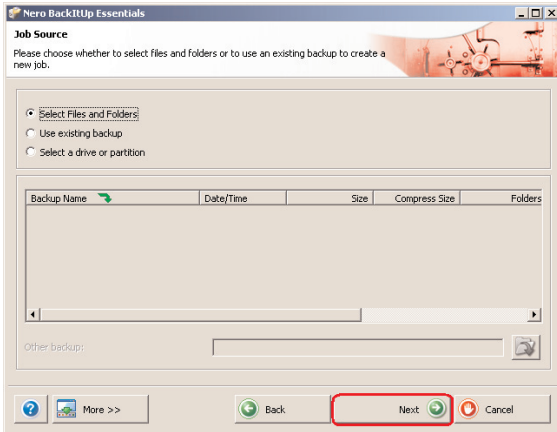 Nero BackItUp Essentials
Job Source
Please choose whether to select files and folders or to use an existing backup to create a
new job.
Select Files and Folders
Use existing backup
Select a drive or partition
Backup Name Date/Time Size Compress Size Folders
Other backup:
More >> Back Next Cancel